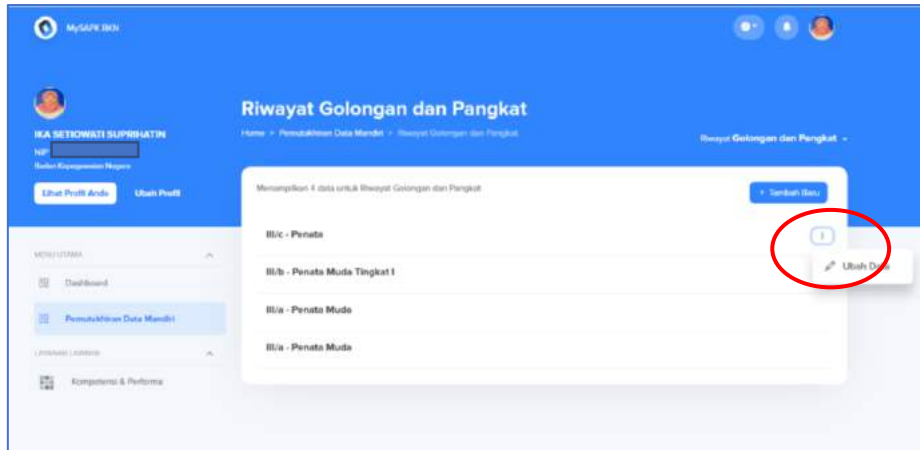 MySAPK BKN
IKA SETIOWATI SUPRIHATIN
NIP
Badan Kepegawaian Negara
Lihat Profil Anda
Ubah Profil
Riwayat Golongan dan Pangkat
Home > Pemutakhiran Data Mandiri > Riwayat Golongan dan Pangkat
Riwayat Golongan dan Pangkat
Menampilkan 4 data untuk Riwayat Golongan dan Pangkat
+ Tambah Baru
III/c - Penata
Ubah Data
III/b - Penata Muda Tingkat I
III/a - Penata Muda
III/a - Penata Muda
MENU UTAMA
Dashboard
Pemutakhiran Data Mandiri
LAYANAN LAINNYA
Kompetensi & Performa